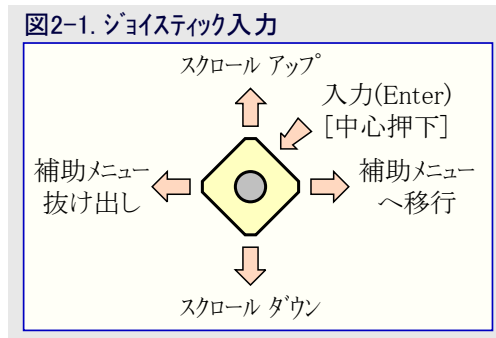 図2-1. ｼﾞｮｲｽﾃｨｯｸ入力
ｽｸﾛｰﾙ ｱｯﾌﾟ
入力(Enter)
[中心押下]
補助ﾒﾆｭｰ
抜け出し
補助ﾒﾆｭｰ
へ移行
ｽｸﾛｰﾙ ﾀﾞｳﾝ